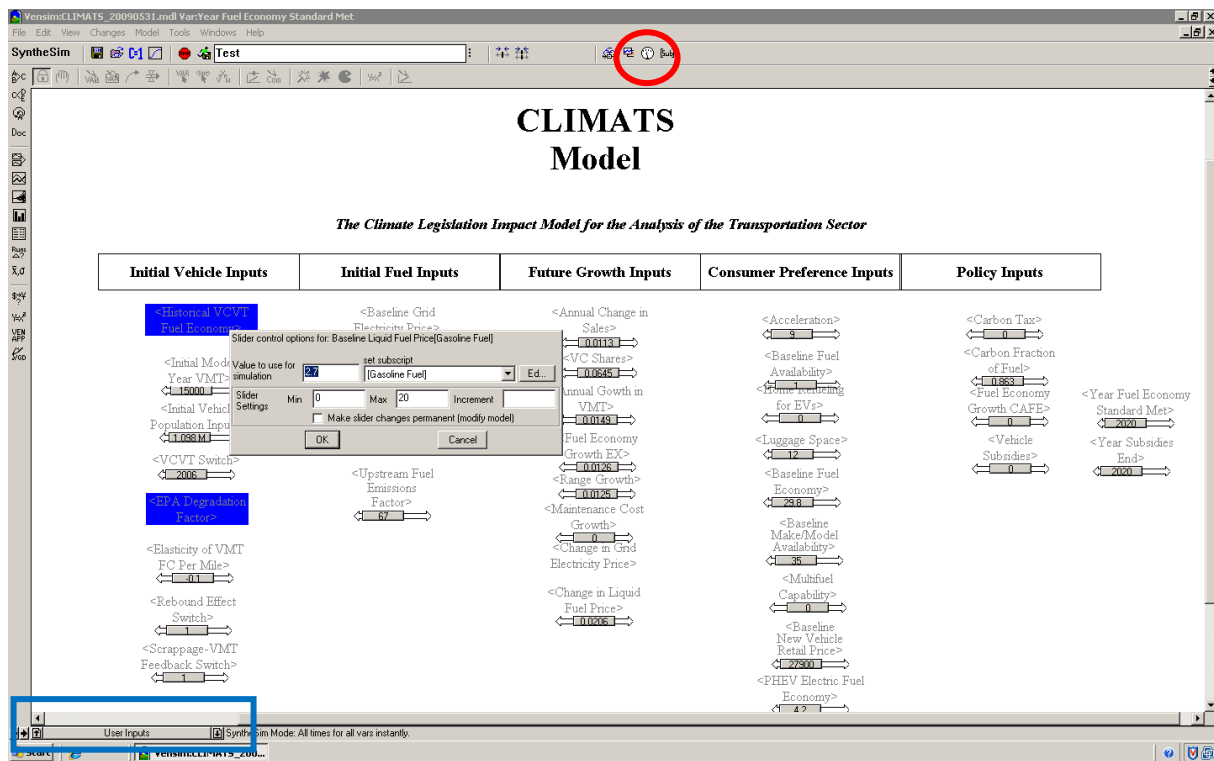 Vensim:CLIMATS_20090531.mdl Var:Year Fuel Economy Standard Met
File Edit View Changes Model Tools Windows Help
SyntheSim Test Sub
Doc
Runs
CLIMATS
Model
The Climate Legislation Impact Model for the Analysis of the Transportation Sector
Initial Vehicle Inputs
Initial Fuel Inputs
Future Growth Inputs
Consumer Preference Inputs
Policy Inputs
<Historical VCVT
Fuel Economy>
<Initial Mode
Year VMT>
15000
<Initial Vehicl
Population Inpu
1.098 M
<VCVT Switch>
2006
<EPA Degradation
Factor>
<Elasticity of VMT
FC Per Mile>
-0.1
<Rebound Effect
Switch>
1
<Scrappage-VMT
Feedback Switch>
1
<Baseline Grid
Electricity Price>
Slider control options for: Baseline Liquid Fuel Price[Gasoline Fuel]
Value to use for
simulation
2.7
set subscript
[Gasoline Fuel]
Ed...
Slider
Settings
Min 0 Max 20 Increment
Make slider changes permanent (modify model)
OK Cancel
<Upstream Fuel
Emissions
Factor>
67
<Annual Change in
Sales>
0.0113
<VC Shares>
0.0645
Annual Gowth in
VMT>
0.0149
<Fuel Economy
Growth EX>
0.0126
<Range Growth>
0.0125
<Maintenance Cost
Growth>
0
<Change in Grid
Electricity Price>
<Change in Liquid
Fuel Price>
0.0206
<Acceleration>
9
<Baseline Fuel
Availability>
1
<Home Refueling
for EVs>
0
<Luggage Space>
12
<Baseline Fuel
Economy>
29.8
<Baseline
Make/Model
Availability>
35
<Multifuel
Capability>
0
<Baseline
New Vehicle
Retail Price>
27900
<PHEV Electric Fuel
Economy>
4.2
<Carbon Tax>
0
<Carbon Fraction
of Fuel>
0.863
<Fuel Economy
Growth CAFE>
0
<Vehicle
Subsidies>
0
<Year Fuel Economy
Standard Met>
2020
<Year Subsidies
End>
2020
User Inputs
SyntheSim Mode: All times for all vars instantly.
Start
Vensim:CLIMATS_200...